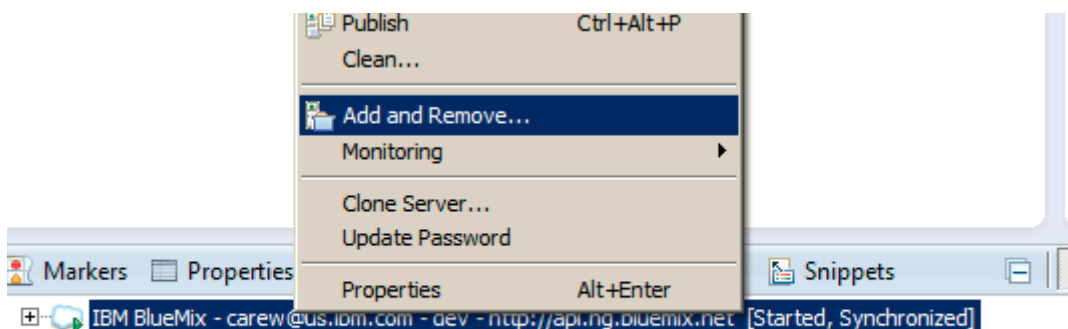 Publish Ctrl+Alt+P
Clean...
Add and Remove...
Monitoring
Clone Server...
Update Password
Properties Alt+Enter
Markers Properties Snippets
IBM BlueMix - carew@us.ibm.com - dev - http://api.ng.bluemix.net [Started, Synchronized]